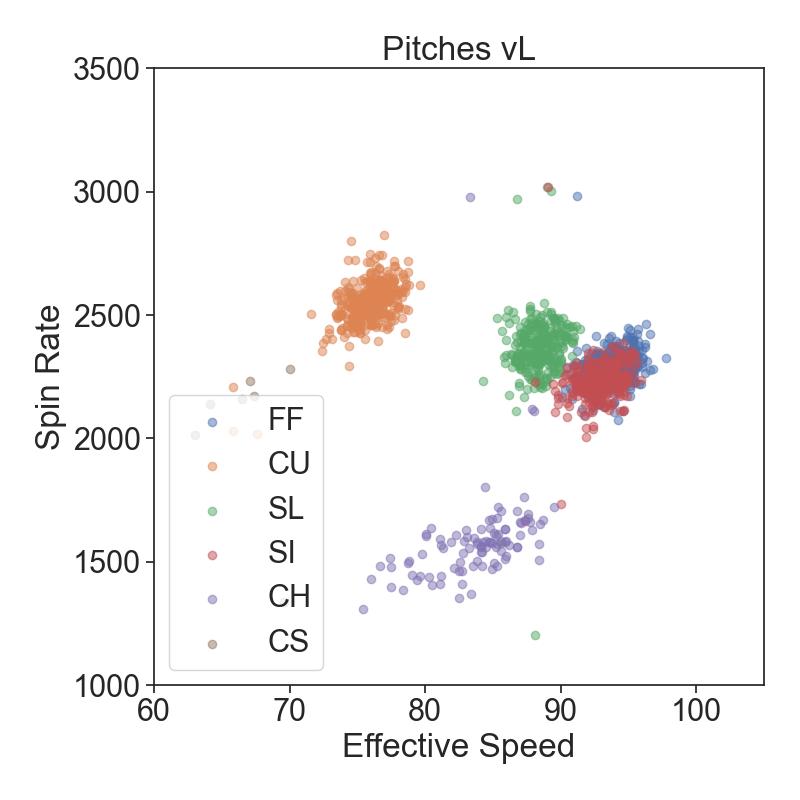 Pitches vL
3500
3000
2500
2000
1500
1000
Spin Rate
FF
CU
SL
SI
CH
CS
60 70 80 90 100
Effective Speed